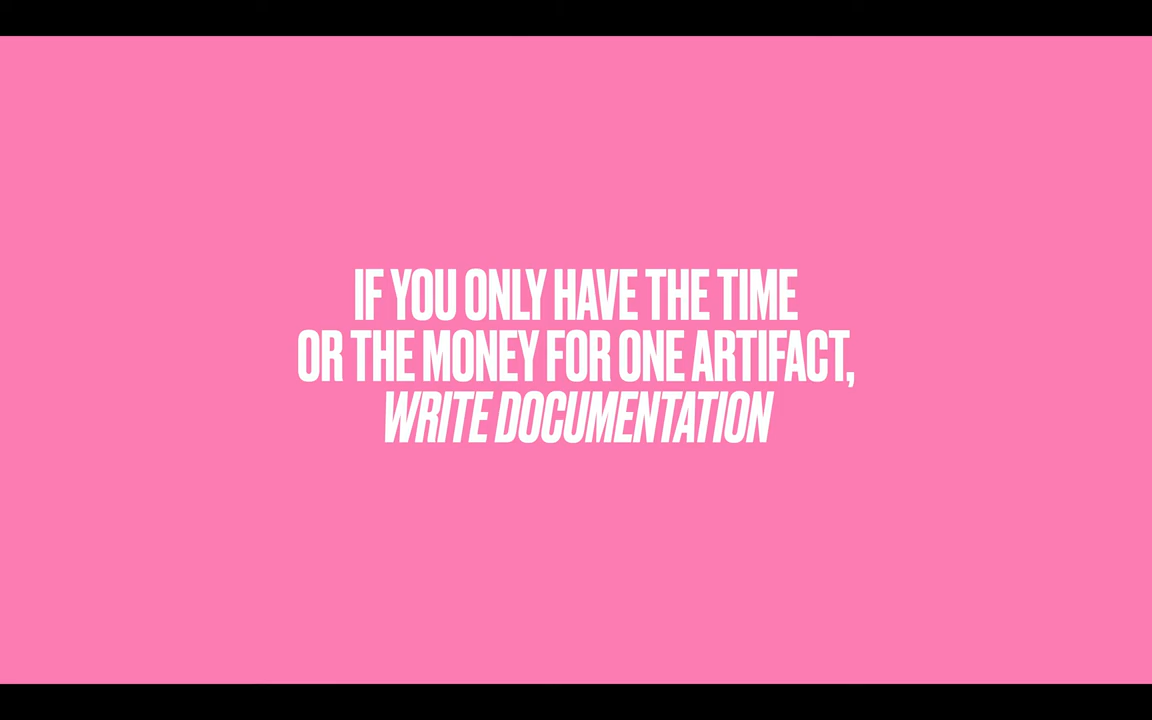 IF YOU ONLY HAVE THE TIME
OR THE MONEY FOR ONE ARTIFACT,
WRITE DOCUMENTATION